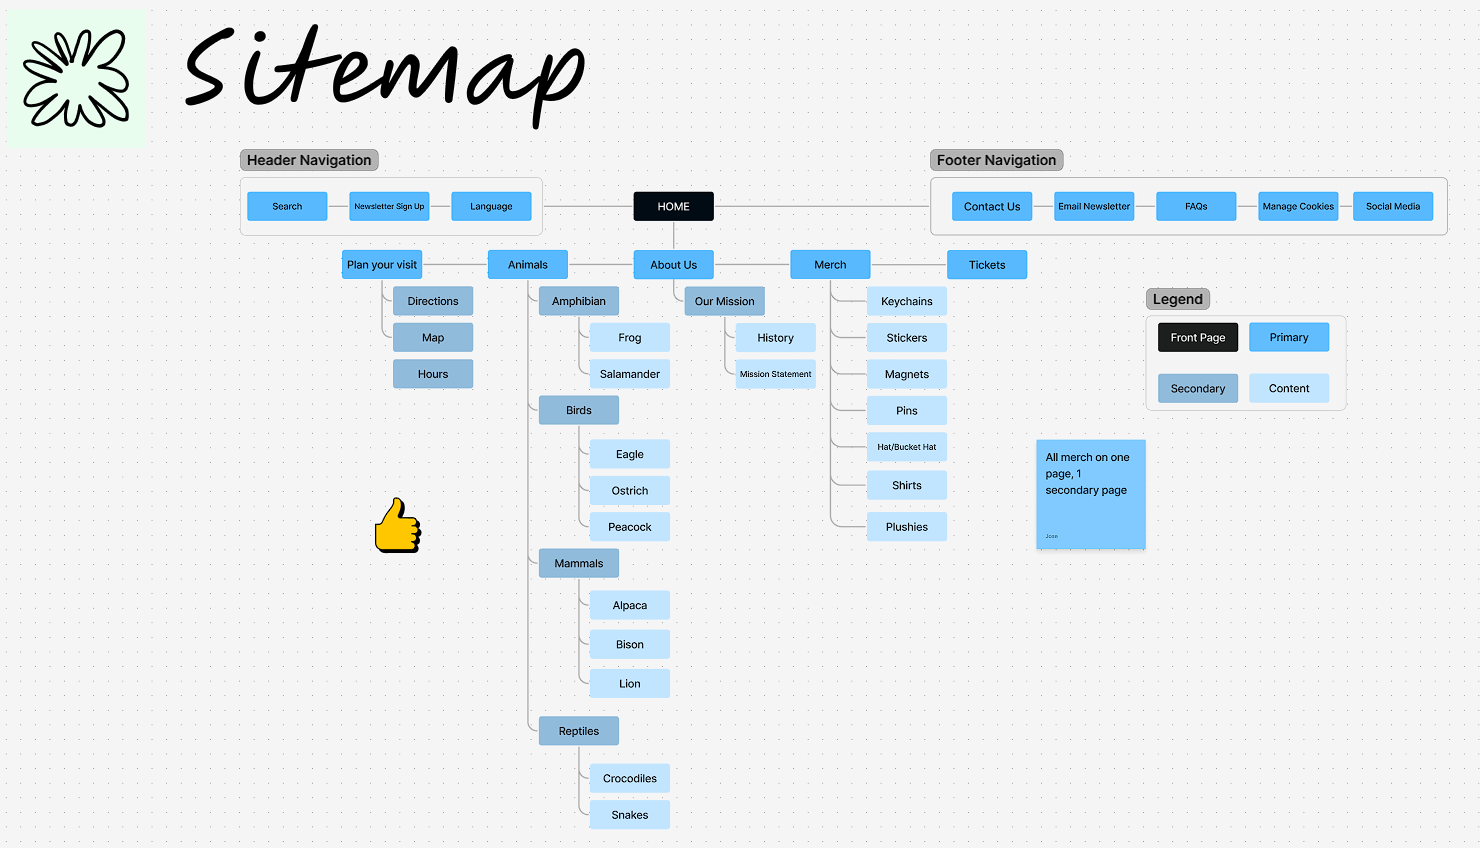 Sitemap
Header Navigation
Footer Navigation
Search
Newsletter Sign Up
Language
HOME
Contact Us
Email Newsletter
FAQs
Manage Cookies
Social Media
Plan your visit
Animals
About Us
Merch
Tickets
Directions
Map
Hours
Amphibian
Frog
Salamander
Birds
Eagle
Ostrich
Peacock
Mammals
Alpaca
Bison
Lion
Reptiles
Crocodiles
Snakes
Our Mission
History
Mission Statement
Keychains
Stickers
Magnets
Pins
Hat/Bucket Hat
Shirts
Plushies
Legend
Front Page
Primary
Secondary
Content
All merch on one
page, 1
secondary page
Jose